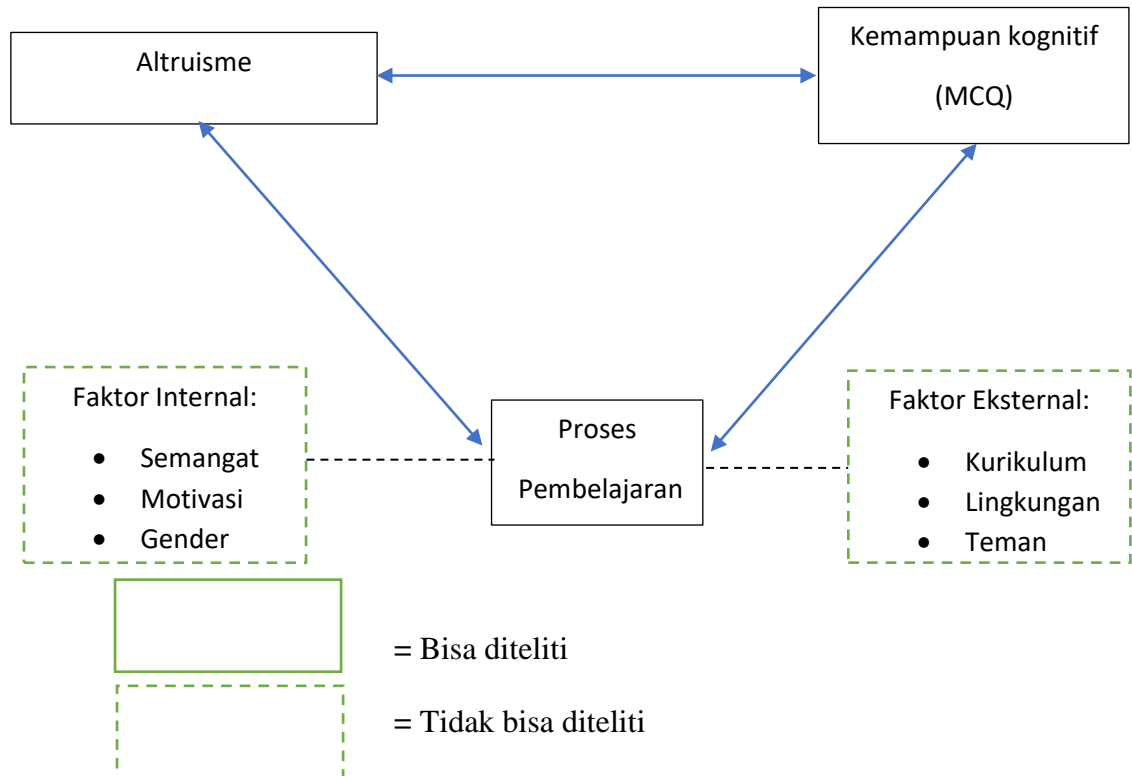 Altruisme
Kemampuan kognitif
(MCQ)
Faktor Internal:
• Semangat
• Motivasi
• Gender
Proses
Pembelajaran
Faktor Eksternal:
• Kurikulum
• Lingkungan
• Teman
= Bisa diteliti
= Tidak bisa diteliti